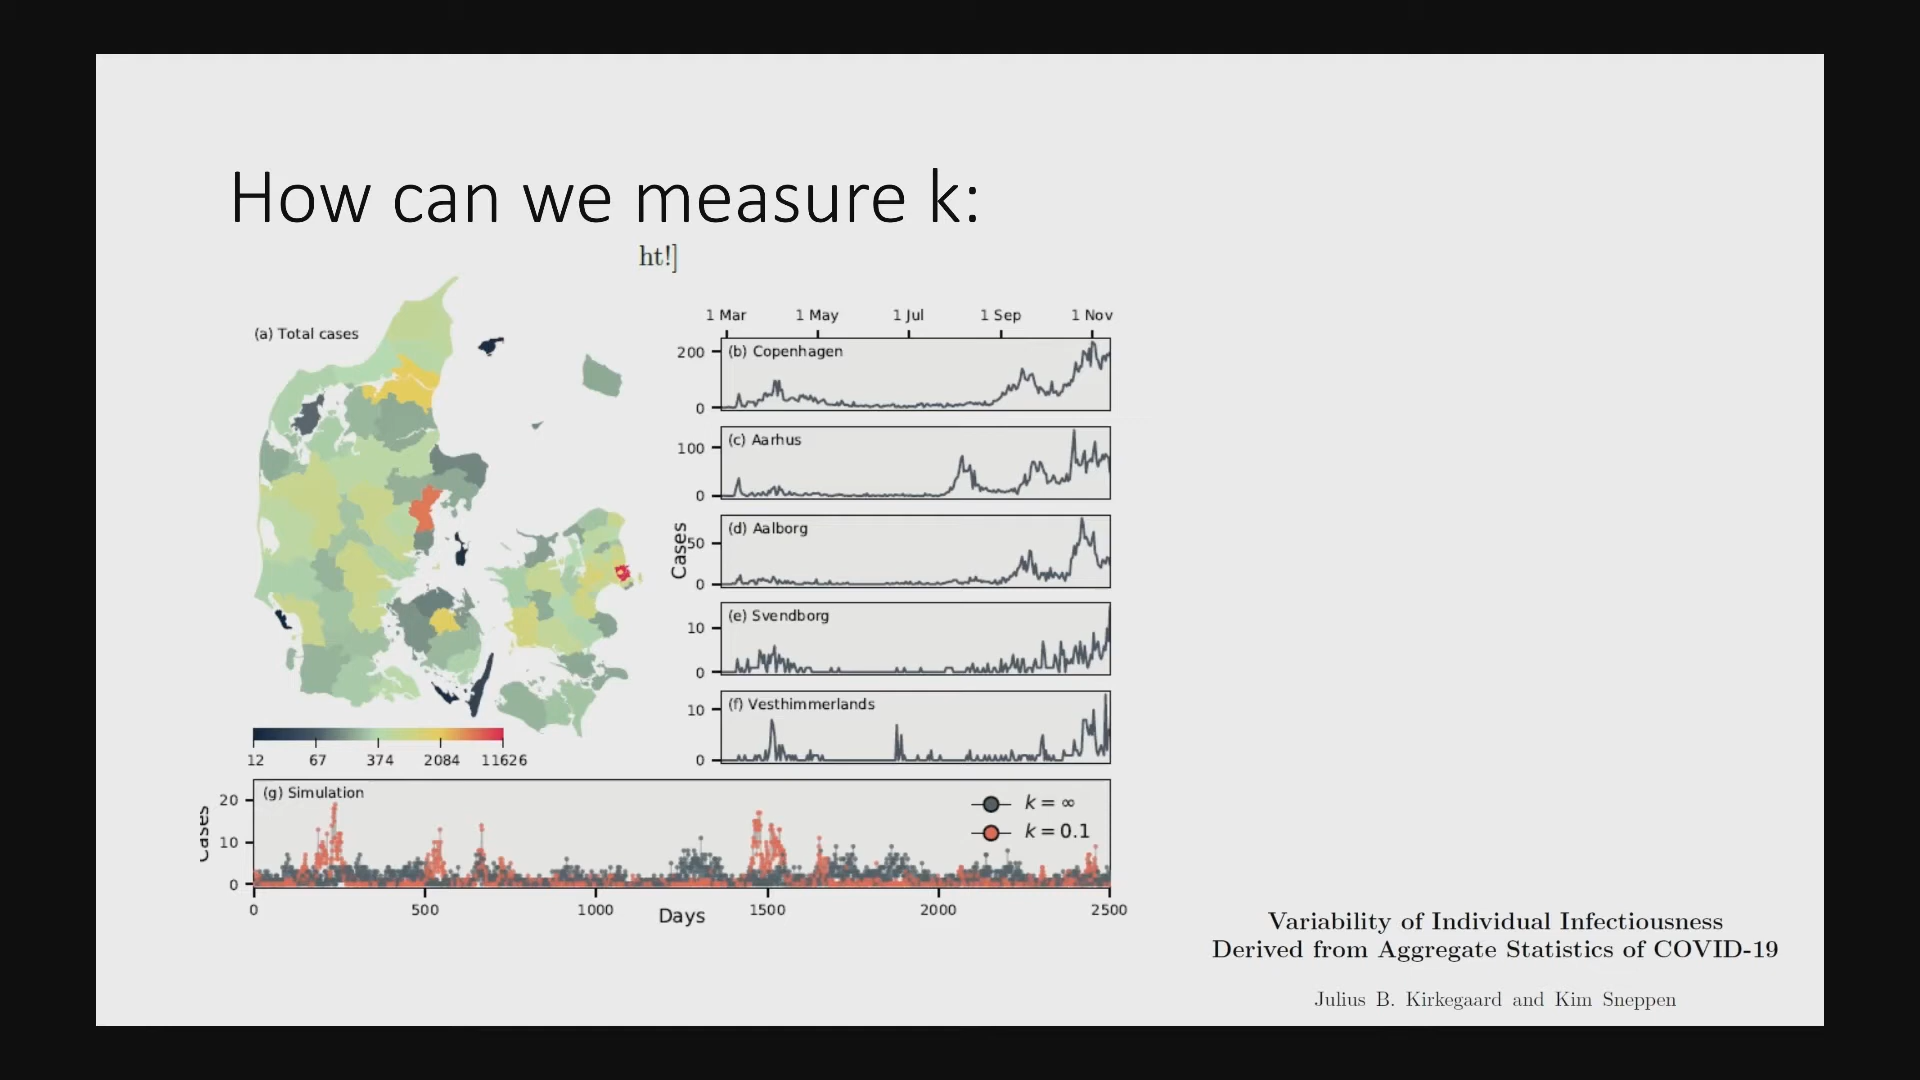 How can we measure k:
ht!]
(a) Total cases
12 67 374 2084 11626
1 Mar 1 May 1 Jul 1 Sep 1 Nov
(b) Copenhagen
200
0
(c) Aarhus
100
0
(d) Aalborg
50
0
Cases
(e) Svendborg
10
0
(f) Vesthimmerlands
10
0
(g) Simulation
k = ∞
k = 0.1
20
10
0
Cases
0 500 1000 1500 2000 2500
Days
Variability of Individual Infectiousness
Derived from Aggregate Statistics of COVID-19
Julius B. Kirkegaard and Kim Sneppen